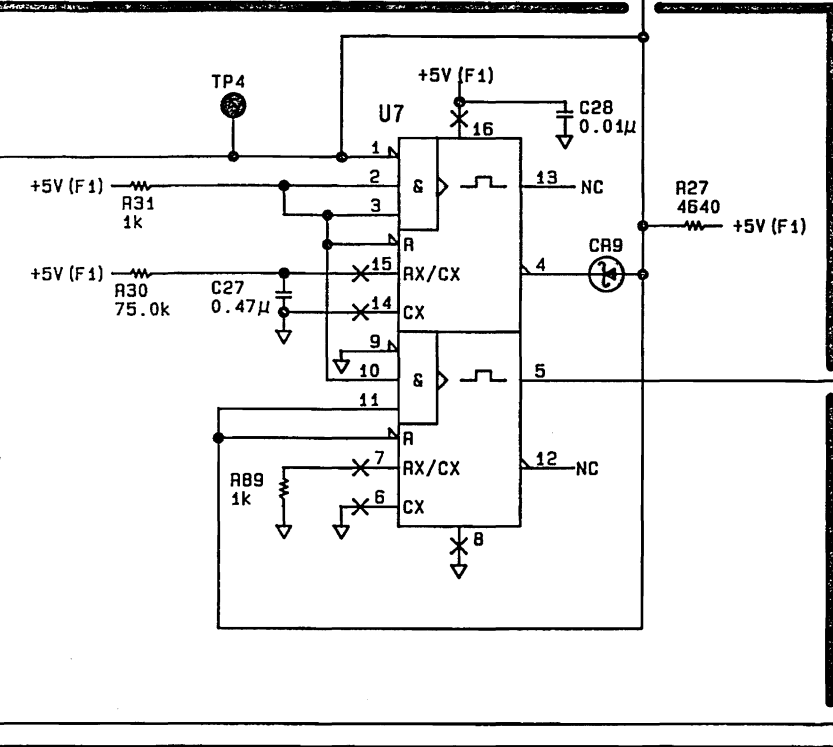 +5V(F1)
TP4
U7
C28
0.01µ
16
1
+5V(F1)
2
&
13
NC
R31
1k
3
R27
4640
+5V(F1)
R
CR9
+5V(F1)
15
RX/CX
4
R30
75.0k
C27
0.47µ
14
CX
9
10
&
5
11
R
R89
1k
7
RX/CX
12
NC
6
CX
8